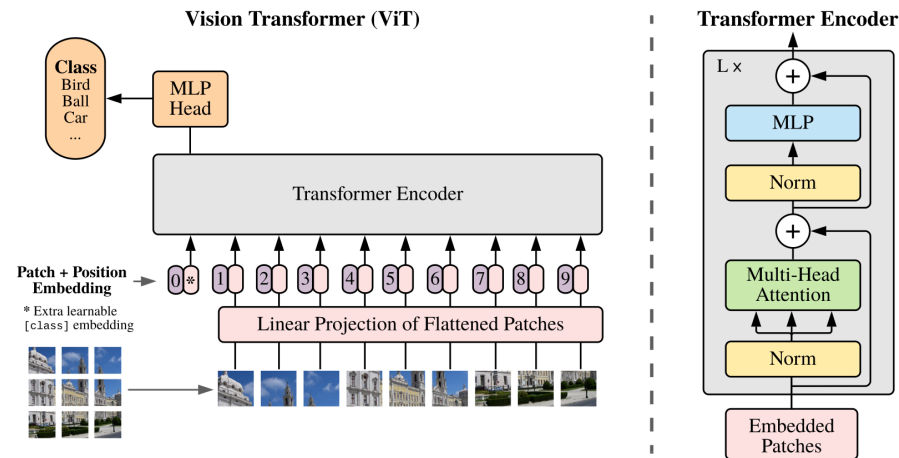 Vision Transformer (ViT)
Class
Bird
Ball
Car
...
MLP
Head
Transformer Encoder
Patch + Position
Embedding
0 * 1 2 3 4 5 6 7 8 9
* Extra learnable
[class] embedding
Linear Projection of Flattened Patches
Transformer Encoder
L ×
+
MLP
Norm
+
Multi-Head
Attention
Norm
Embedded
Patches